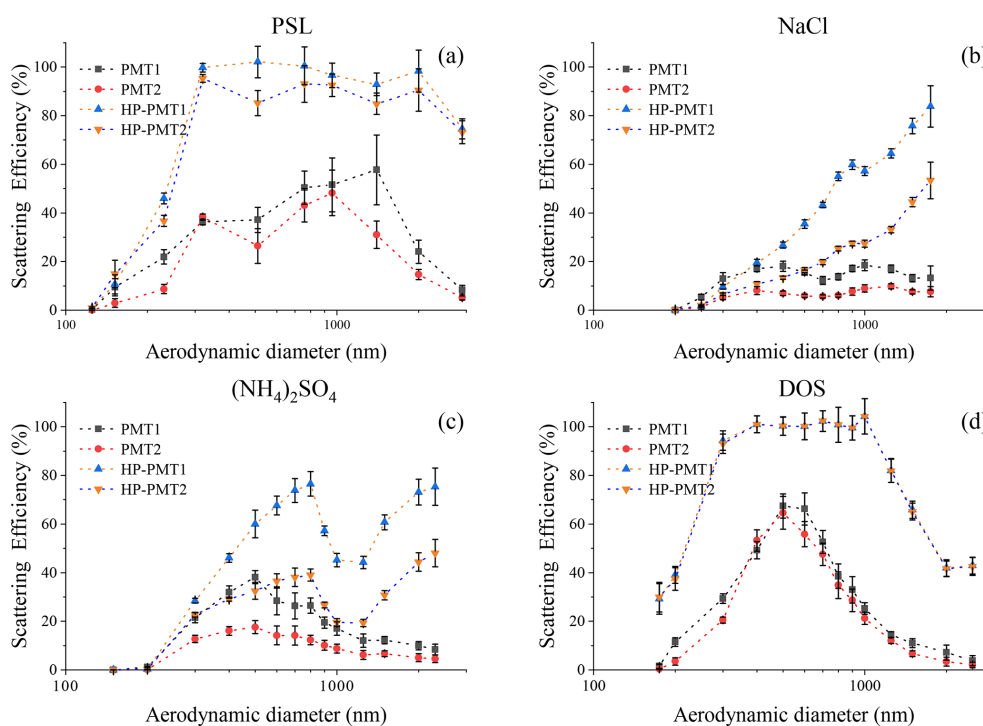 PSL
(a)
PMT1
PMT2
HP-PMT1
HP-PMT2
Scattering Efficiency (%)
100
80
60
40
20
0
100
1000
Aerodynamic diameter (nm)
NaCl
(b)
PMT1
PMT2
HP-PMT1
HP-PMT2
Scattering Efficiency (%)
100
80
60
40
20
0
100
1000
Aerodynamic diameter (nm)
(NH₄)₂SO₄
(c)
PMT1
PMT2
HP-PMT1
HP-PMT2
Scattering Efficiency (%)
100
80
60
40
20
0
100
1000
Aerodynamic diameter (nm)
DOS
(d)
PMT1
PMT2
HP-PMT1
HP-PMT2
Scattering Efficiency (%)
100
80
60
40
20
0
100
1000
Aerodynamic diameter (nm)